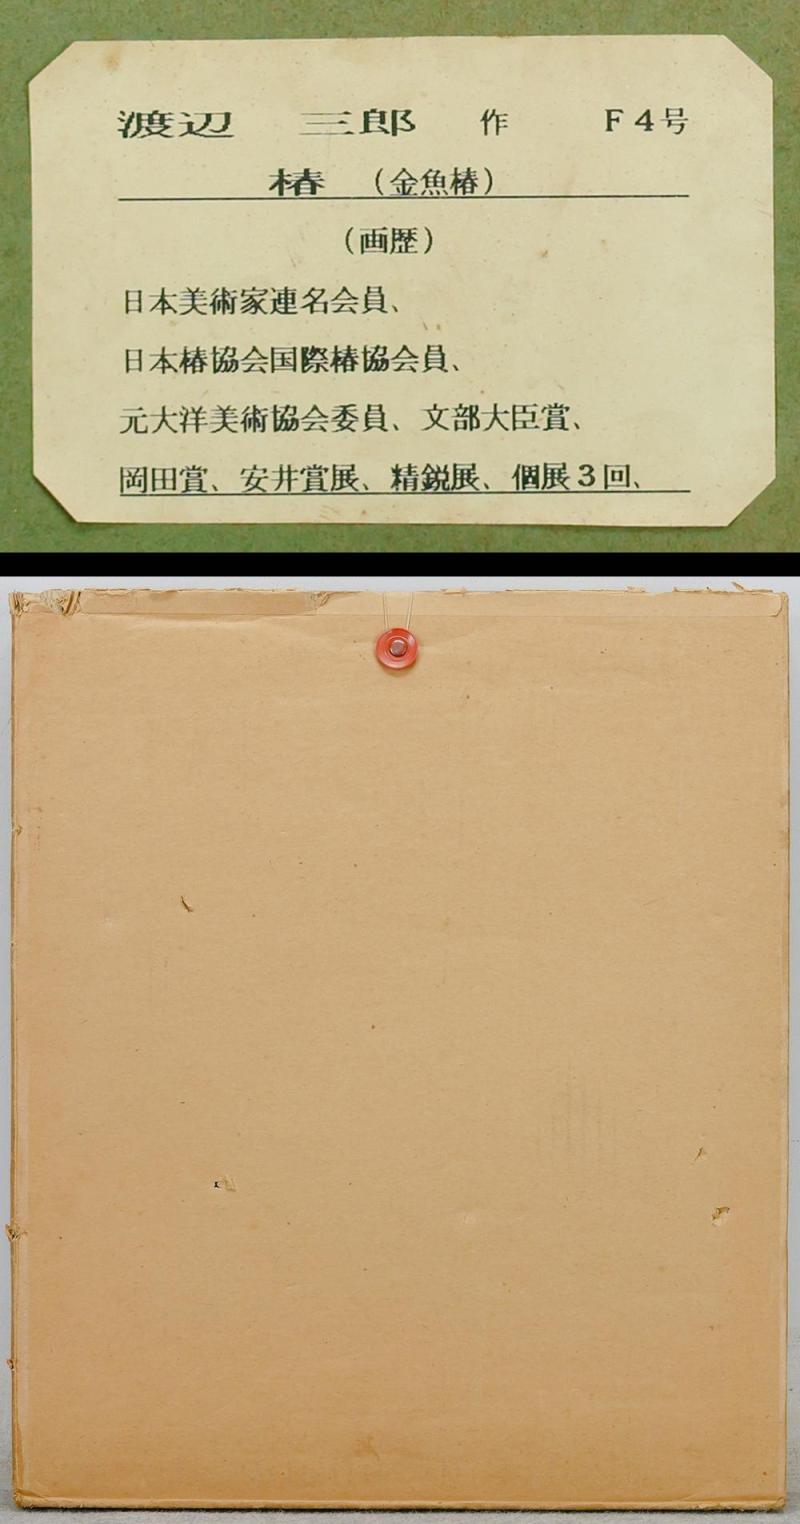 渡辺 三郎 作 F4号
椿 (金魚椿)
(画歴)
日本美術家連名会員、
日本椿協会国際椿協会員、
元大洋美術協会委員、文部大臣賞、
岡田賞、安井賞展、精鋭展、個展3回、